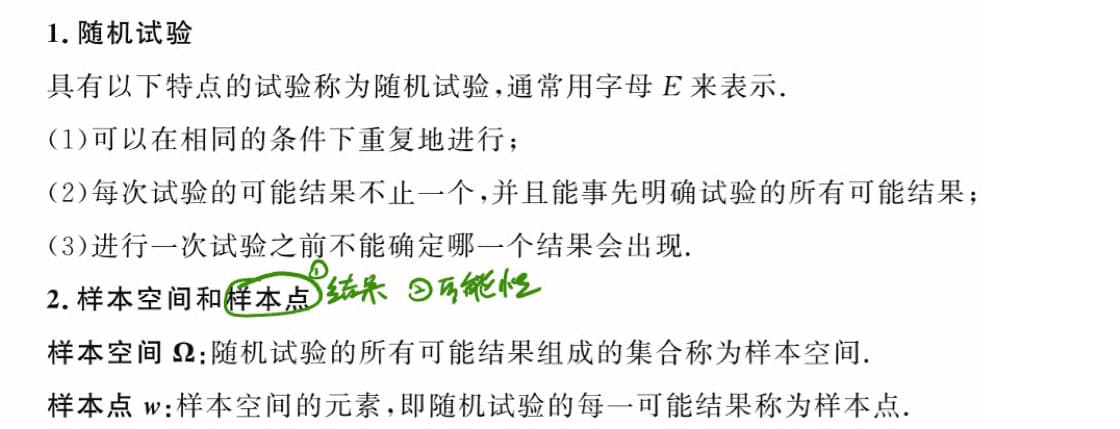 1. 随机试验
具有以下特点的试验称为随机试验,通常用字母 E 来表示.
(1)可以在相同的条件下重复地进行;
(2)每次试验的可能结果不止一个,并且能事先明确试验的所有可能结果;
(3)进行一次试验之前不能确定哪一个结果会出现.
2. 样本空间和样本点 ①结果 ②可能性
样本空间 Ω:随机试验的所有可能结果组成的集合称为样本空间.
样本点 w:样本空间的元素,即随机试验的每一可能结果称为样本点.